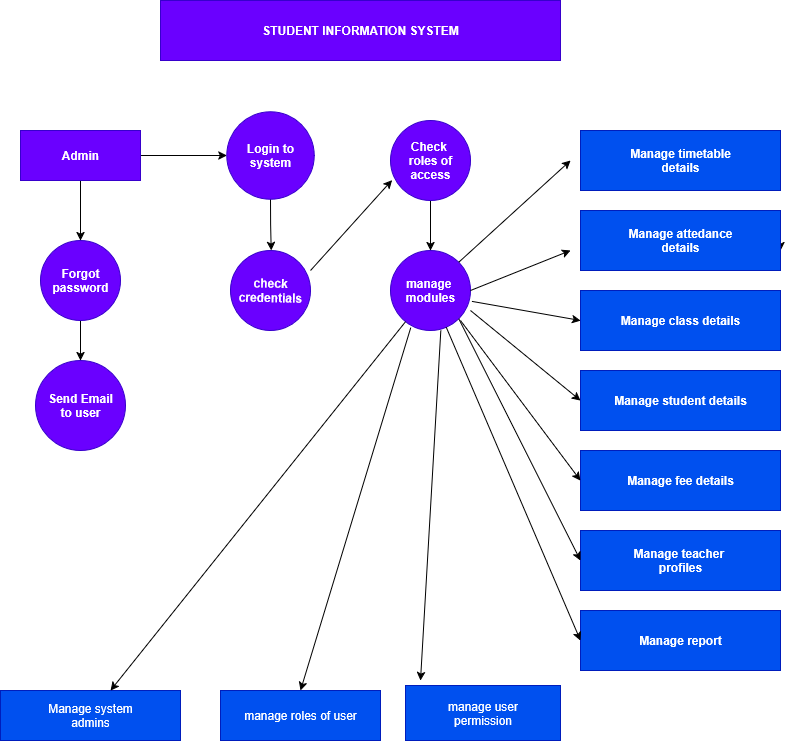 STUDENT INFORMATION SYSTEM
Admin
Login to
system
Check
roles of
access
Manage timetable
details
Manage attedance
details
Forgot
password
check
credentials
manage
modules
Manage class details
Send Email
to user
Manage student details
Manage fee details
Manage teacher
profiles
Manage report
Manage system
admins
manage roles of user
manage user
permission